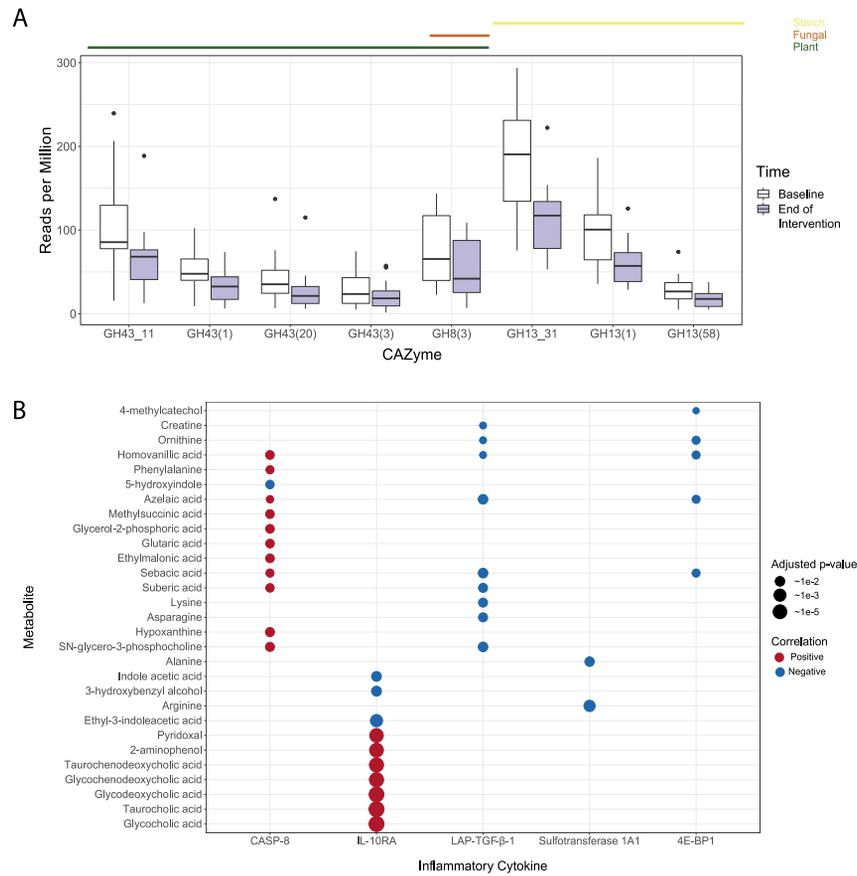 A
Starch
Fungal
Plant
300
200
100
0
Reads per Million
GH43_11
GH43(1)
GH43(20)
GH43(3)
GH8(3)
GH13_31
GH13(1)
GH13(58)
CAZyme
Time
Baseline
End of
Intervention
B
4-methylcatechol
Creatine
Ornithine
Homovanillic acid
Phenylalanine
5-hydroxyindole
Azelaic acid
Methylsuccinic acid
Glycerol-2-phosphoric acid
Glutaric acid
Ethylmalonic acid
Sebacic acid
Suberic acid
Lysine
Asparagine
Hypoxanthine
SN-glycero-3-phosphocholine
Alanine
Indole acetic acid
3-hydroxybenzyl alcohol
Arginine
Ethyl-3-indoleacetic acid
Pyridoxal
2-aminophenol
Taurochenodeoxycholic acid
Glycochenodeoxycholic acid
Glycodeoxycholic acid
Taurocholic acid
Glycocholic acid
Metabolite
CASP-8
IL-10RA
LAP-TGF-β-1
Sulfotransferase 1A1
4E-BP1
Inflammatory Cytokine
Adjusted p-value
~1e-2
~1e-3
~1e-5
Correlation
Positive
Negative